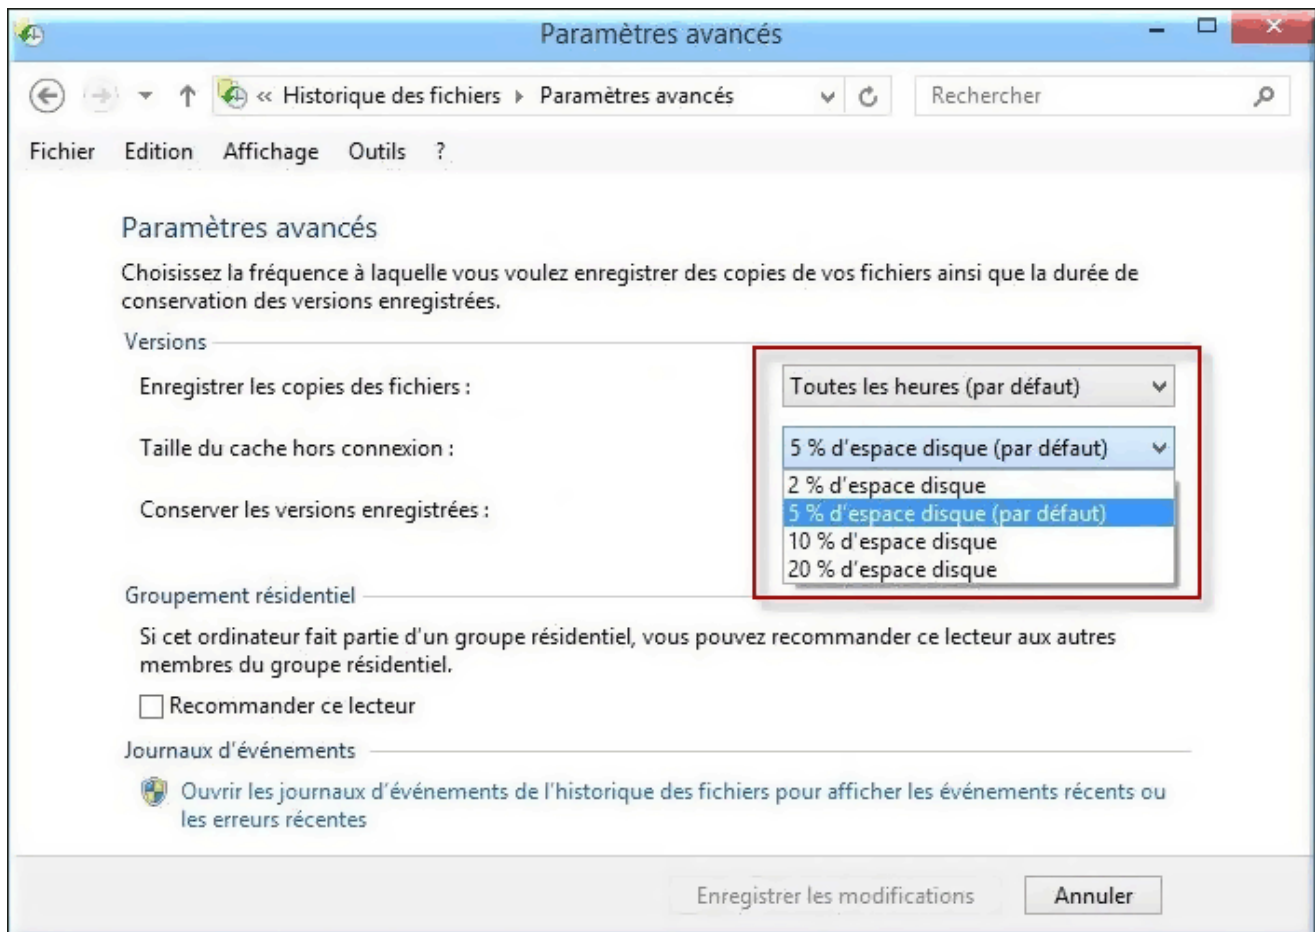 Paramètres avancés
« Historique des fichiers Paramètres avancés Rechercher
Fichier Edition Affichage Outils ?
Paramètres avancés
Choisissez la fréquence à laquelle vous voulez enregistrer des copies de vos fichiers ainsi que la durée de
conservation des versions enregistrées.
Versions
Enregistrer les copies des fichiers : Toutes les heures (par défaut)
Taille du cache hors connexion : 5 % d'espace disque (par défaut)
2 % d'espace disque
Conserver les versions enregistrées : 5 % d'espace disque (par défaut)
10 % d'espace disque
20 % d'espace disque
Groupement résidentiel
Si cet ordinateur fait partie d'un groupe résidentiel, vous pouvez recommander ce lecteur aux autres
membres du groupe résidentiel.
Recommander ce lecteur
Journaux d'événements
Ouvrir les journaux d'événements de l'historique des fichiers pour afficher les événements récents ou
les erreurs récentes
Enregistrer les modifications Annuler